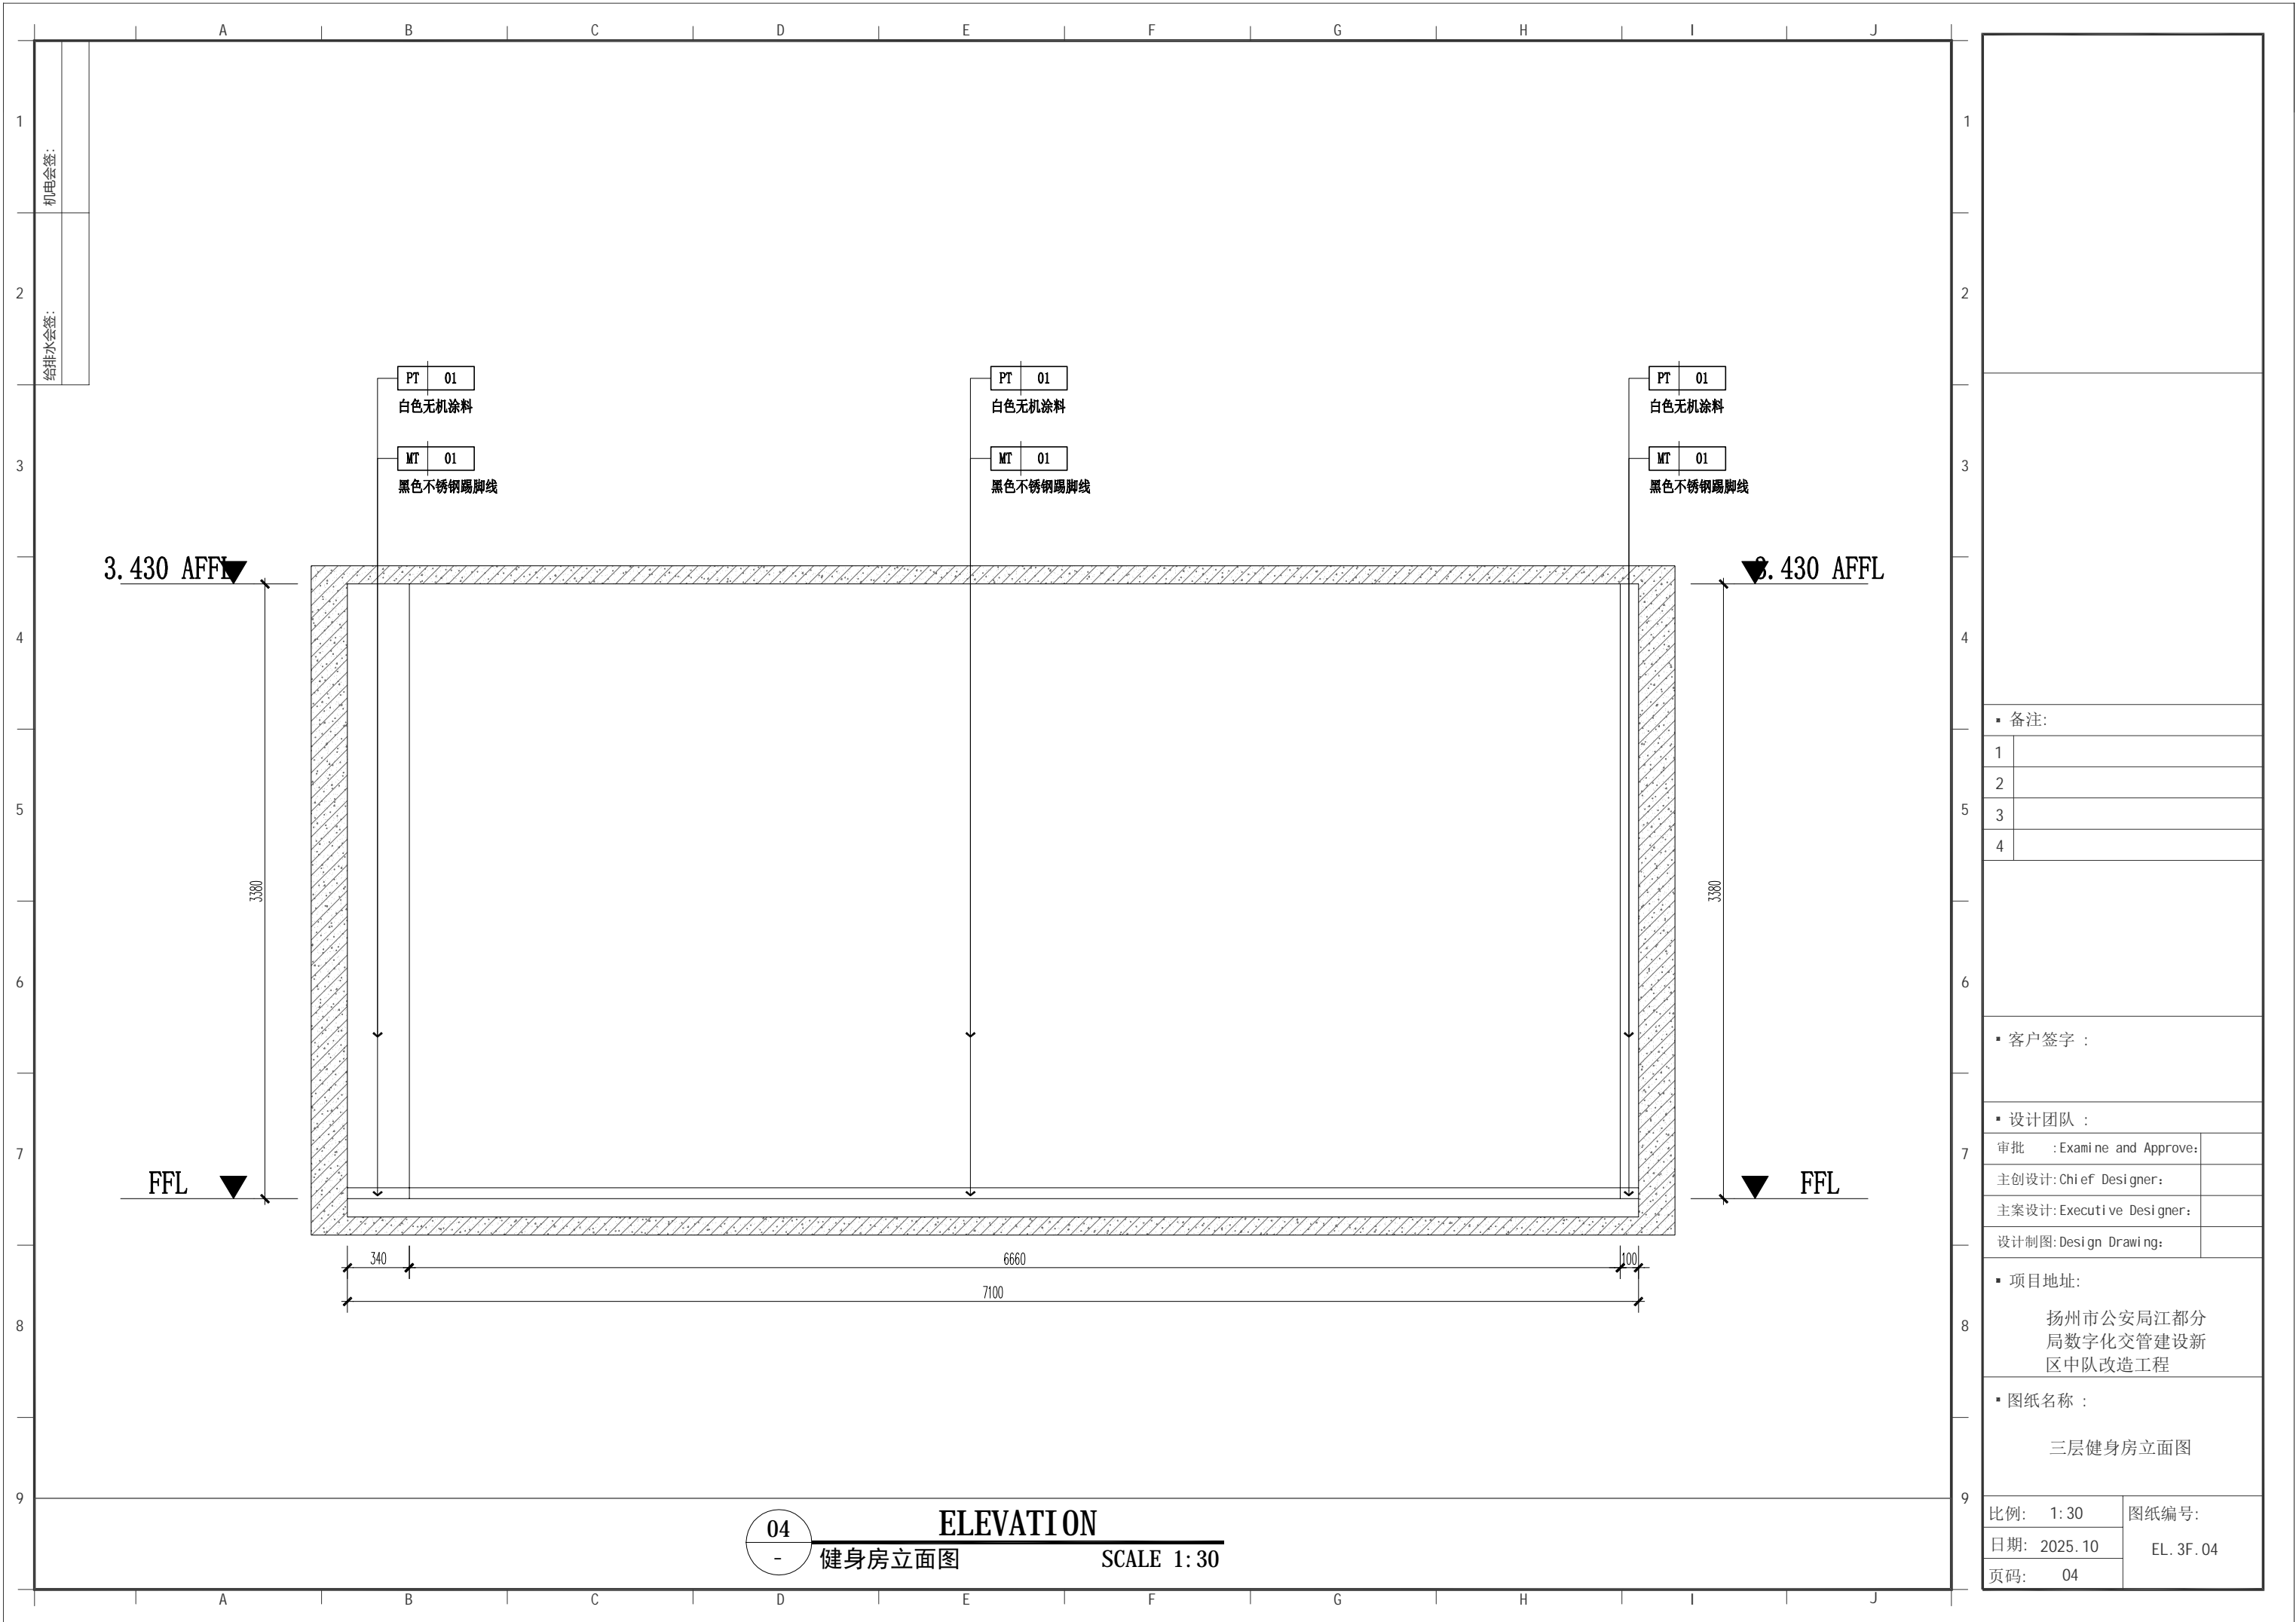 A B C D E F G H I J
1
2
3
4
5
6
7
8
9
机电会签:
给排水会签:
PT 01
白色无机涂料
MT 01
黑色不锈钢踢脚线
PT 01
白色无机涂料
MT 01
黑色不锈钢踢脚线
PT 01
白色无机涂料
MT 01
黑色不锈钢踢脚线
3.430 AFFL
3.430 AFFL
3380
3380
FFL
FFL
340
6660
100
7100
04
-
ELEVATION
健身房立面图 SCALE 1:30
A B C D E F G H I J
1
2
3
4
5
6
7
8
9
▪ 备注:
1
2
3
4
▪ 客户签字 :
▪ 设计团队 :
审批 :Examine and Approve:
主创设计:Chief Designer:
主案设计:Executive Designer:
设计制图:Design Drawing:
▪ 项目地址:
扬州市公安局江都分
局数字化交管建设新
区中队改造工程
▪ 图纸名称 :
三层健身房立面图
比例: 1:30
图纸编号:
日期: 2025.10
EL.3F.04
页码: 04